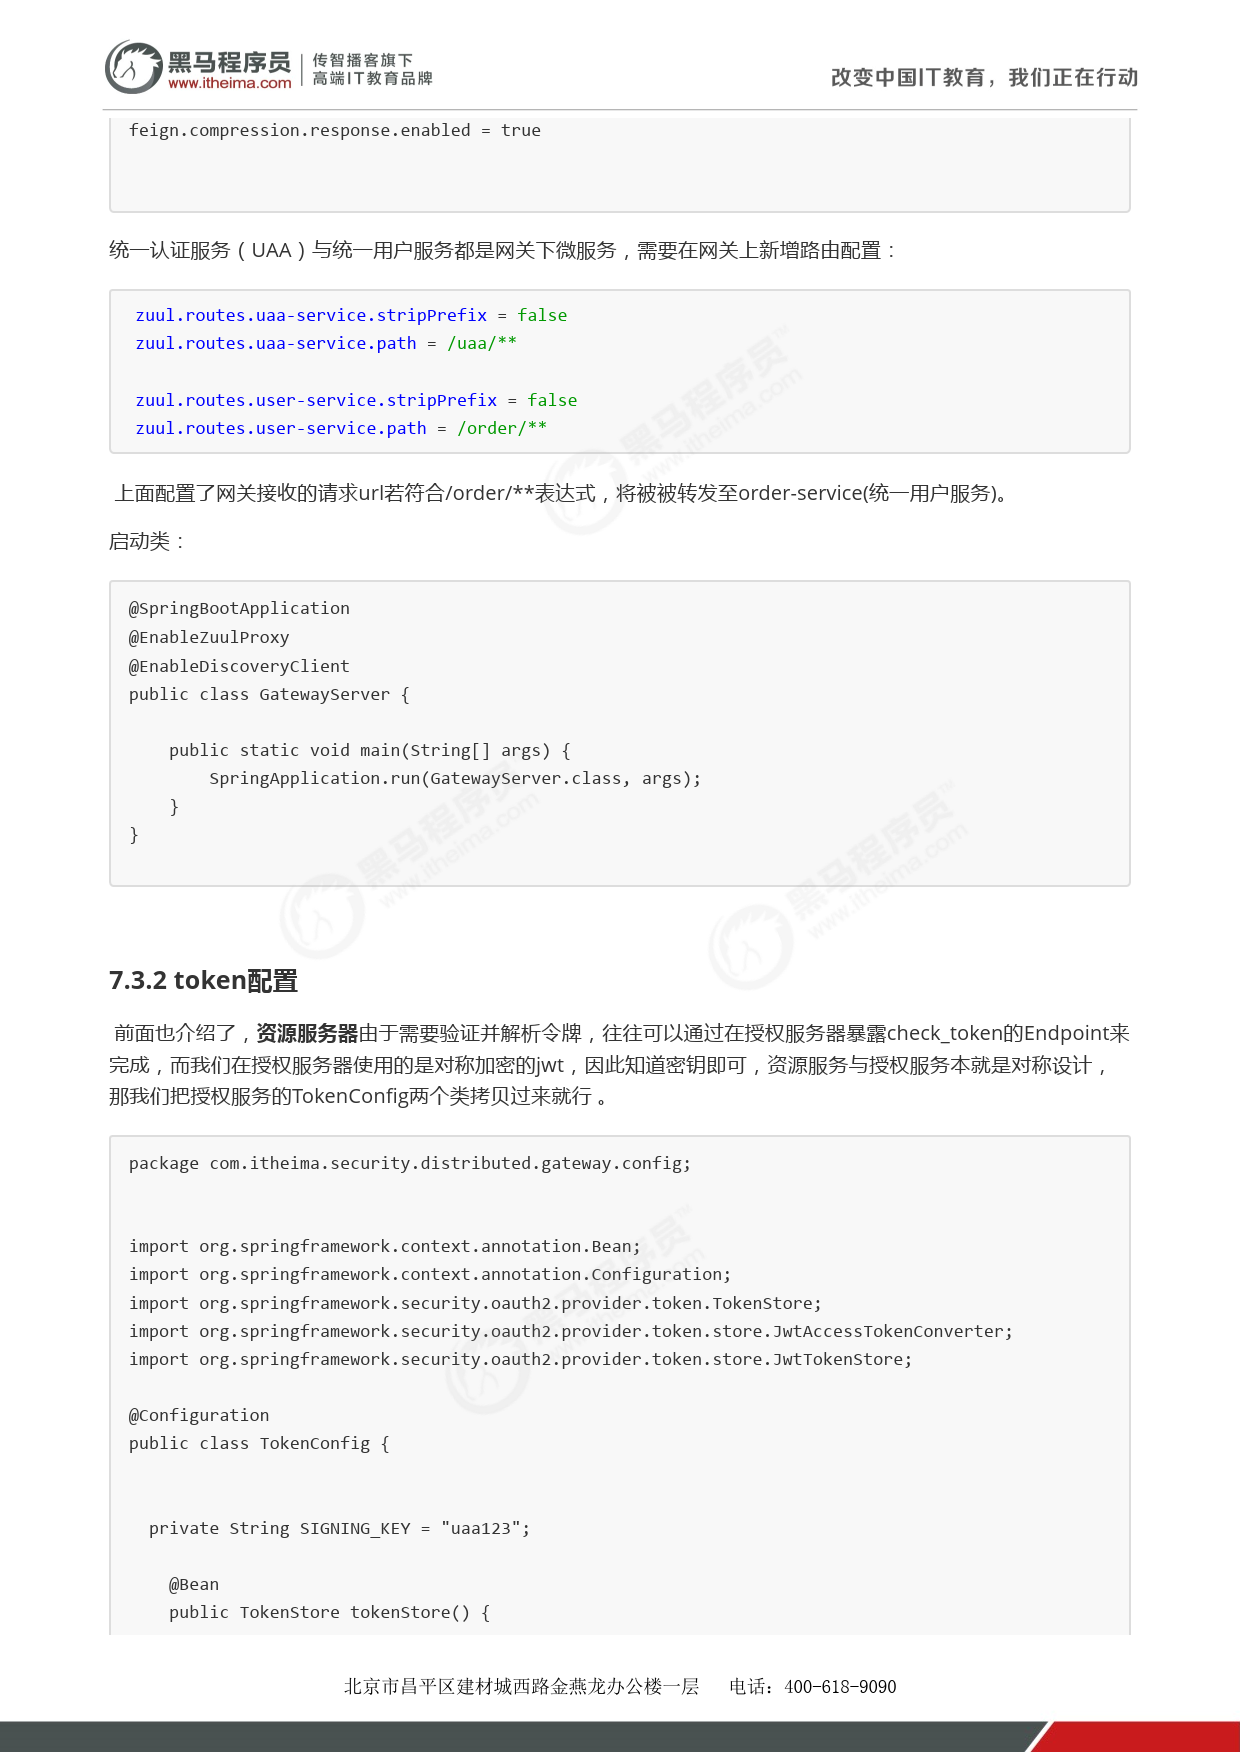 黑马程序员
www.itheima.com
传智播客旗下
高端IT教育品牌
改变中国IT教育，我们正在行动
feign.compression.response.enabled = true
统一认证服务（UAA）与统一用户服务都是网关下微服务，需要在网关上新增路由配置：
zuul.routes.uaa-service.stripPrefix = false
zuul.routes.uaa-service.path = /uaa/**
zuul.routes.user-service.stripPrefix = false
zuul.routes.user-service.path = /order/**
上面配置了网关接收的请求url若符合/order/**表达式，将被被转发至order-service(统一用户服务)。
启动类：
@SpringBootApplication
@EnableZuulProxy
@EnableDiscoveryClient
public class GatewayServer {
    public static void main(String[] args) {
        SpringApplication.run(GatewayServer.class, args);
    }
}
7.3.2 token配置
前面也介绍了，资源服务器由于需要验证并解析令牌，往往可以通过在授权服务器暴露check_token的Endpoint来
完成，而我们在授权服务器使用的是对称加密的jwt，因此知道密钥即可，资源服务与授权服务本就是对称设计，
那我们把授权服务的TokenConfig两个类拷贝过来就行 。
package com.itheima.security.distributed.gateway.config;
import org.springframework.context.annotation.Bean;
import org.springframework.context.annotation.Configuration;
import org.springframework.security.oauth2.provider.token.TokenStore;
import org.springframework.security.oauth2.provider.token.store.JwtAccessTokenConverter;
import org.springframework.security.oauth2.provider.token.store.JwtTokenStore;
@Configuration
public class TokenConfig {
  private String SIGNING_KEY = "uaa123";
    @Bean
    public TokenStore tokenStore() {
北京市昌平区建材城西路金燕龙办公楼一层 电话：400-618-9090